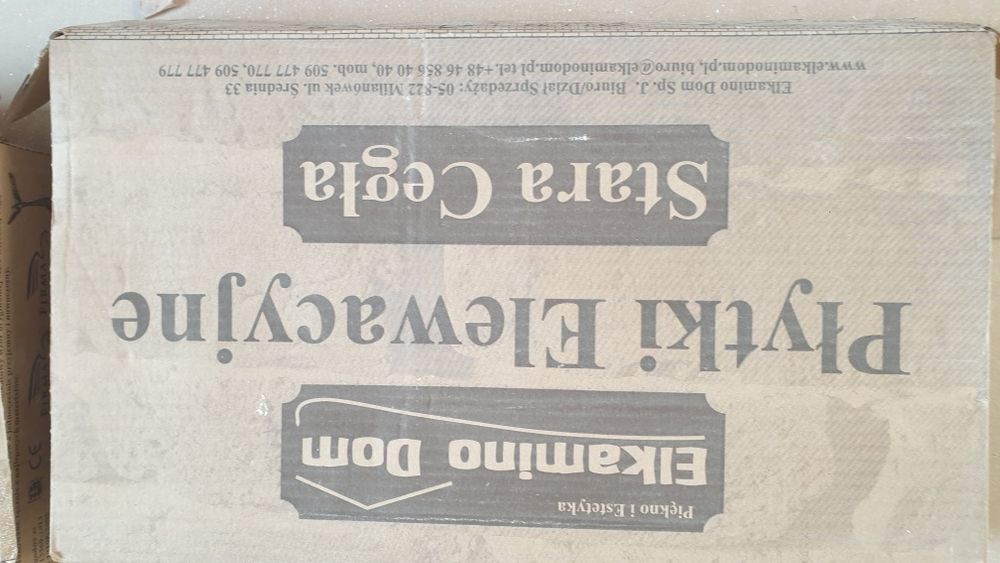 Piękno i Estetyka
Elkamino Dom
Płytki Elewacyjne
Stara Cegła
Elkamino Dom Sp. J. Biuro/Dział Sprzedaży: 05-822 Milanówek ul. Średnia 33
www.elkaminodom.pl, biuro@elkaminodom.pl tel.+48 46 856 40 40, mob. 509 477 770, 509 477 779